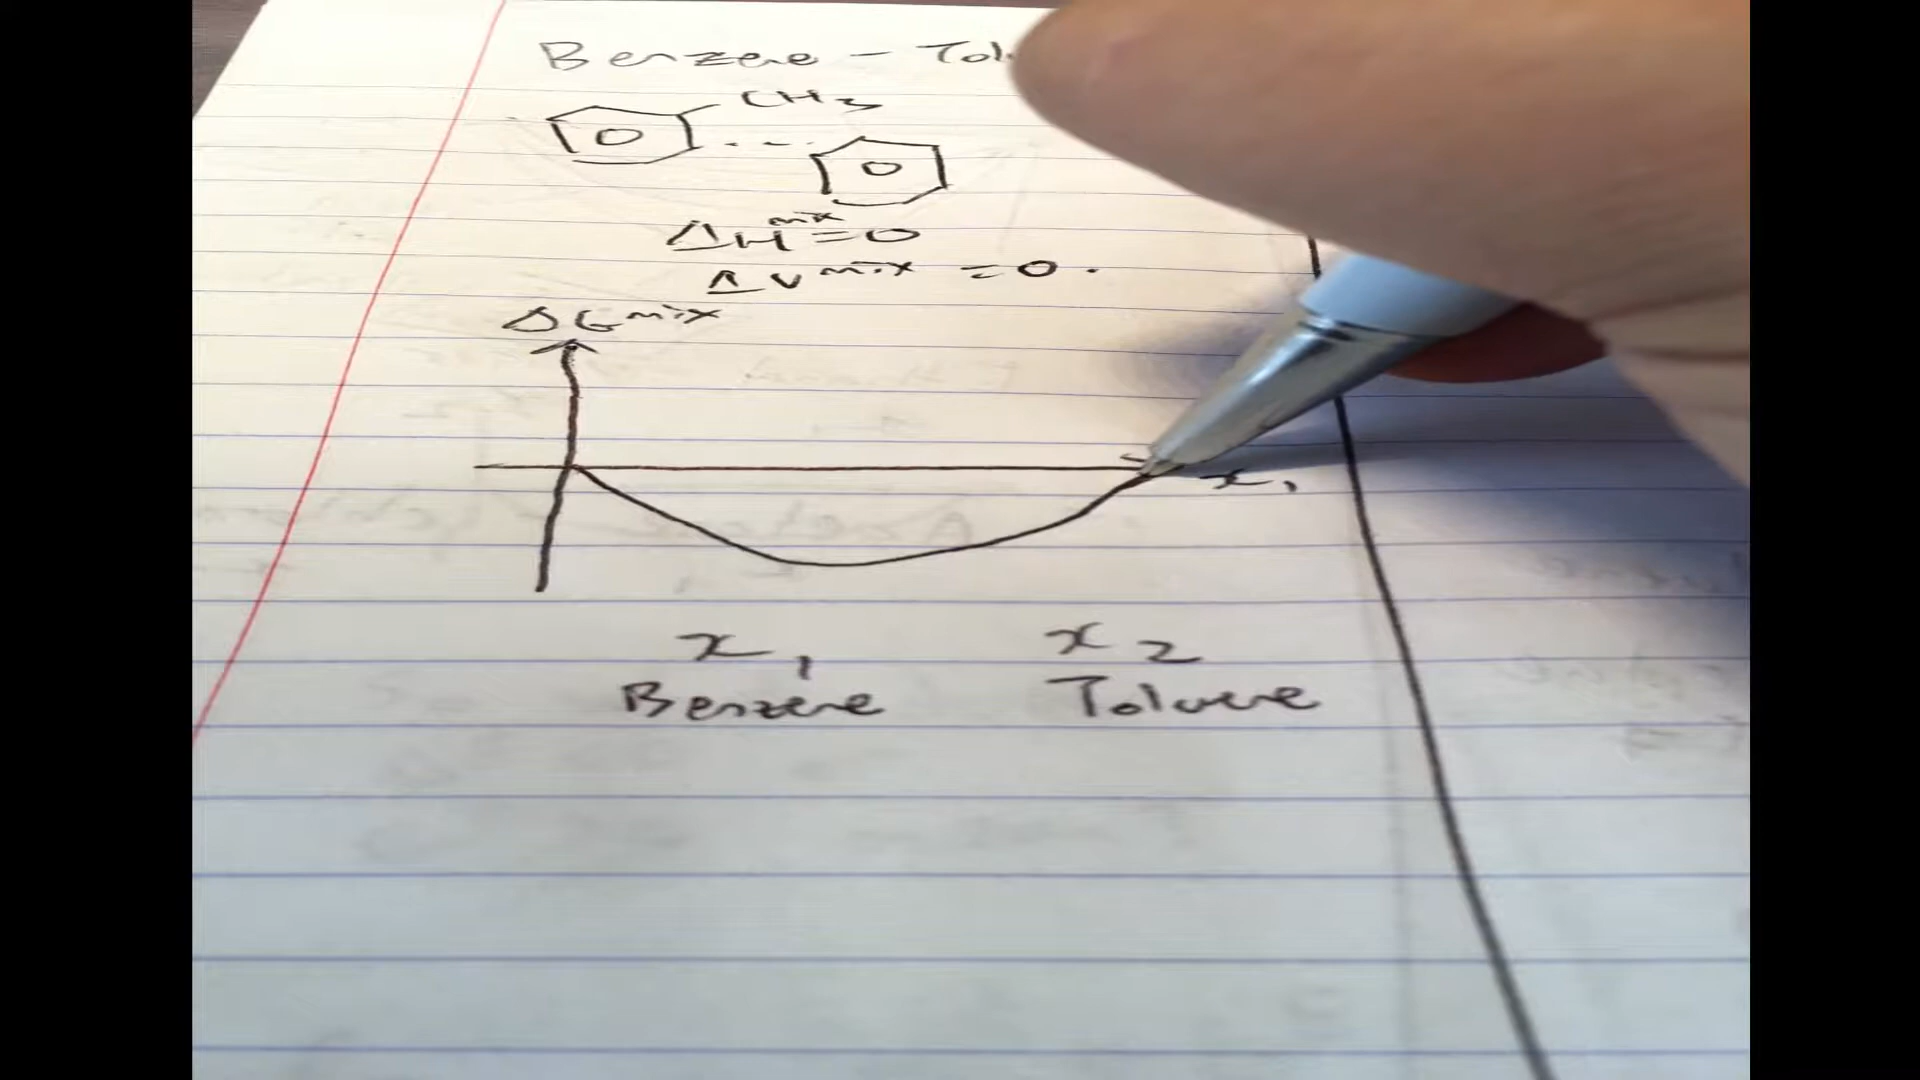 Benzene - Tol
CH3
ΔH mix = 0
ΔV mix = 0.
ΔG mix
x1
x1 x2
Benzene Toluene